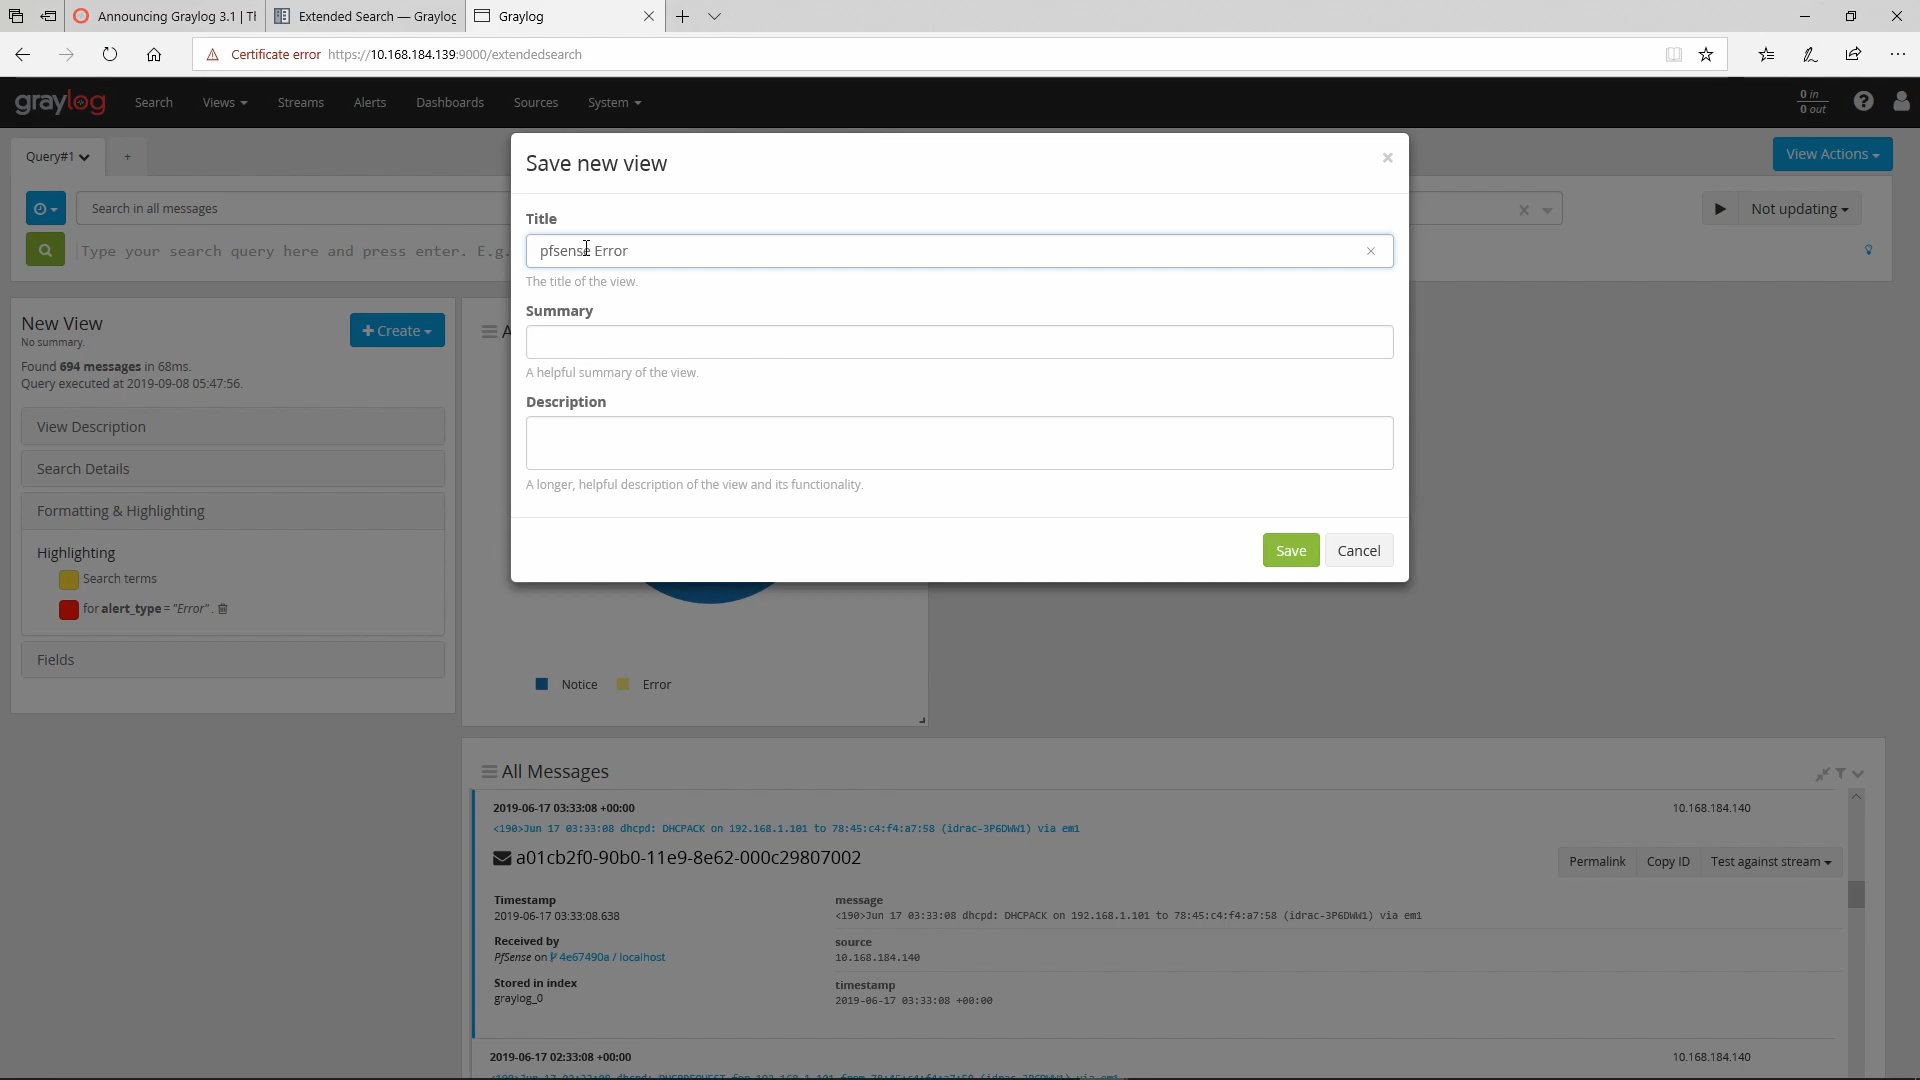 Announcing Graylog 3.1 | Tl
Extended Search — Graylog
Graylog
Certificate error https://10.168.184.139:9000/extendedsearch
graylog
Search
Views
Streams
Alerts
Dashboards
Sources
System
0 in
0 out
Query#1
+
View Actions
Search in all messages
Not updating
Type your search query here and press enter. E.g.
Save new view
Title
pfsense Error
The title of the view.
Summary
A helpful summary of the view.
Description
A longer, helpful description of the view and its functionality.
Save
Cancel
New View
No summary.
Create
Found 694 messages in 68ms.
Query executed at 2019-09-08 05:47:56.
View Description
Search Details
Formatting & Highlighting
Highlighting
Search terms
for alert_type = "Error" .
Fields
A
Notice
Error
All Messages
2019-06-17 03:33:08 +00:00
10.168.184.140
<190>Jun 17 03:33:08 dhcpd: DHCPACK on 192.168.1.101 to 78:45:c4:f4:a7:58 (idrac-3P6DWW1) via em1
a01cb2f0-90b0-11e9-8e62-000c29807002
Permalink
Copy ID
Test against stream
Timestamp
2019-06-17 03:33:08.638
Received by
PfSense on 4e67490a / localhost
Stored in index
graylog_0
message
<190>Jun 17 03:33:08 dhcpd: DHCPACK on 192.168.1.101 to 78:45:c4:f4:a7:58 (idrac-3P6DWW1) via em1
source
10.168.184.140
timestamp
2019-06-17 03:33:08 +00:00
2019-06-17 02:33:08 +00:00
10.168.184.140